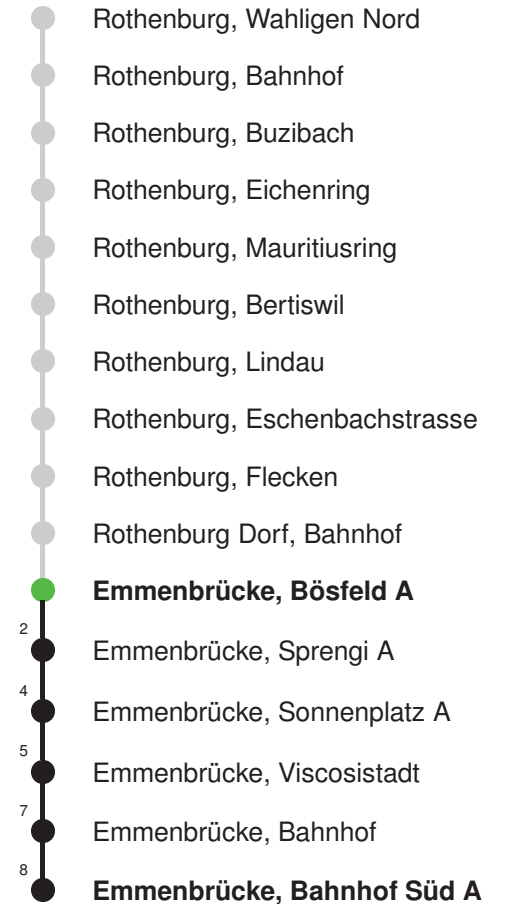 Rothenburg, Wahligen Nord
Rothenburg, Bahnhof
Rothenburg, Buzibach
Rothenburg, Eichenring
Rothenburg, Mauritiusring
Rothenburg, Bertiswil
Rothenburg, Lindau
Rothenburg, Eschenbachstrasse
Rothenburg, Flecken
Rothenburg Dorf, Bahnhof
Emmenbrücke, Bösfeld A
2 Emmenbrücke, Sprengi A
4 Emmenbrücke, Sonnenplatz A
5 Emmenbrücke, Viscosistadt
7 Emmenbrücke, Bahnhof
8 Emmenbrücke, Bahnhof Süd A